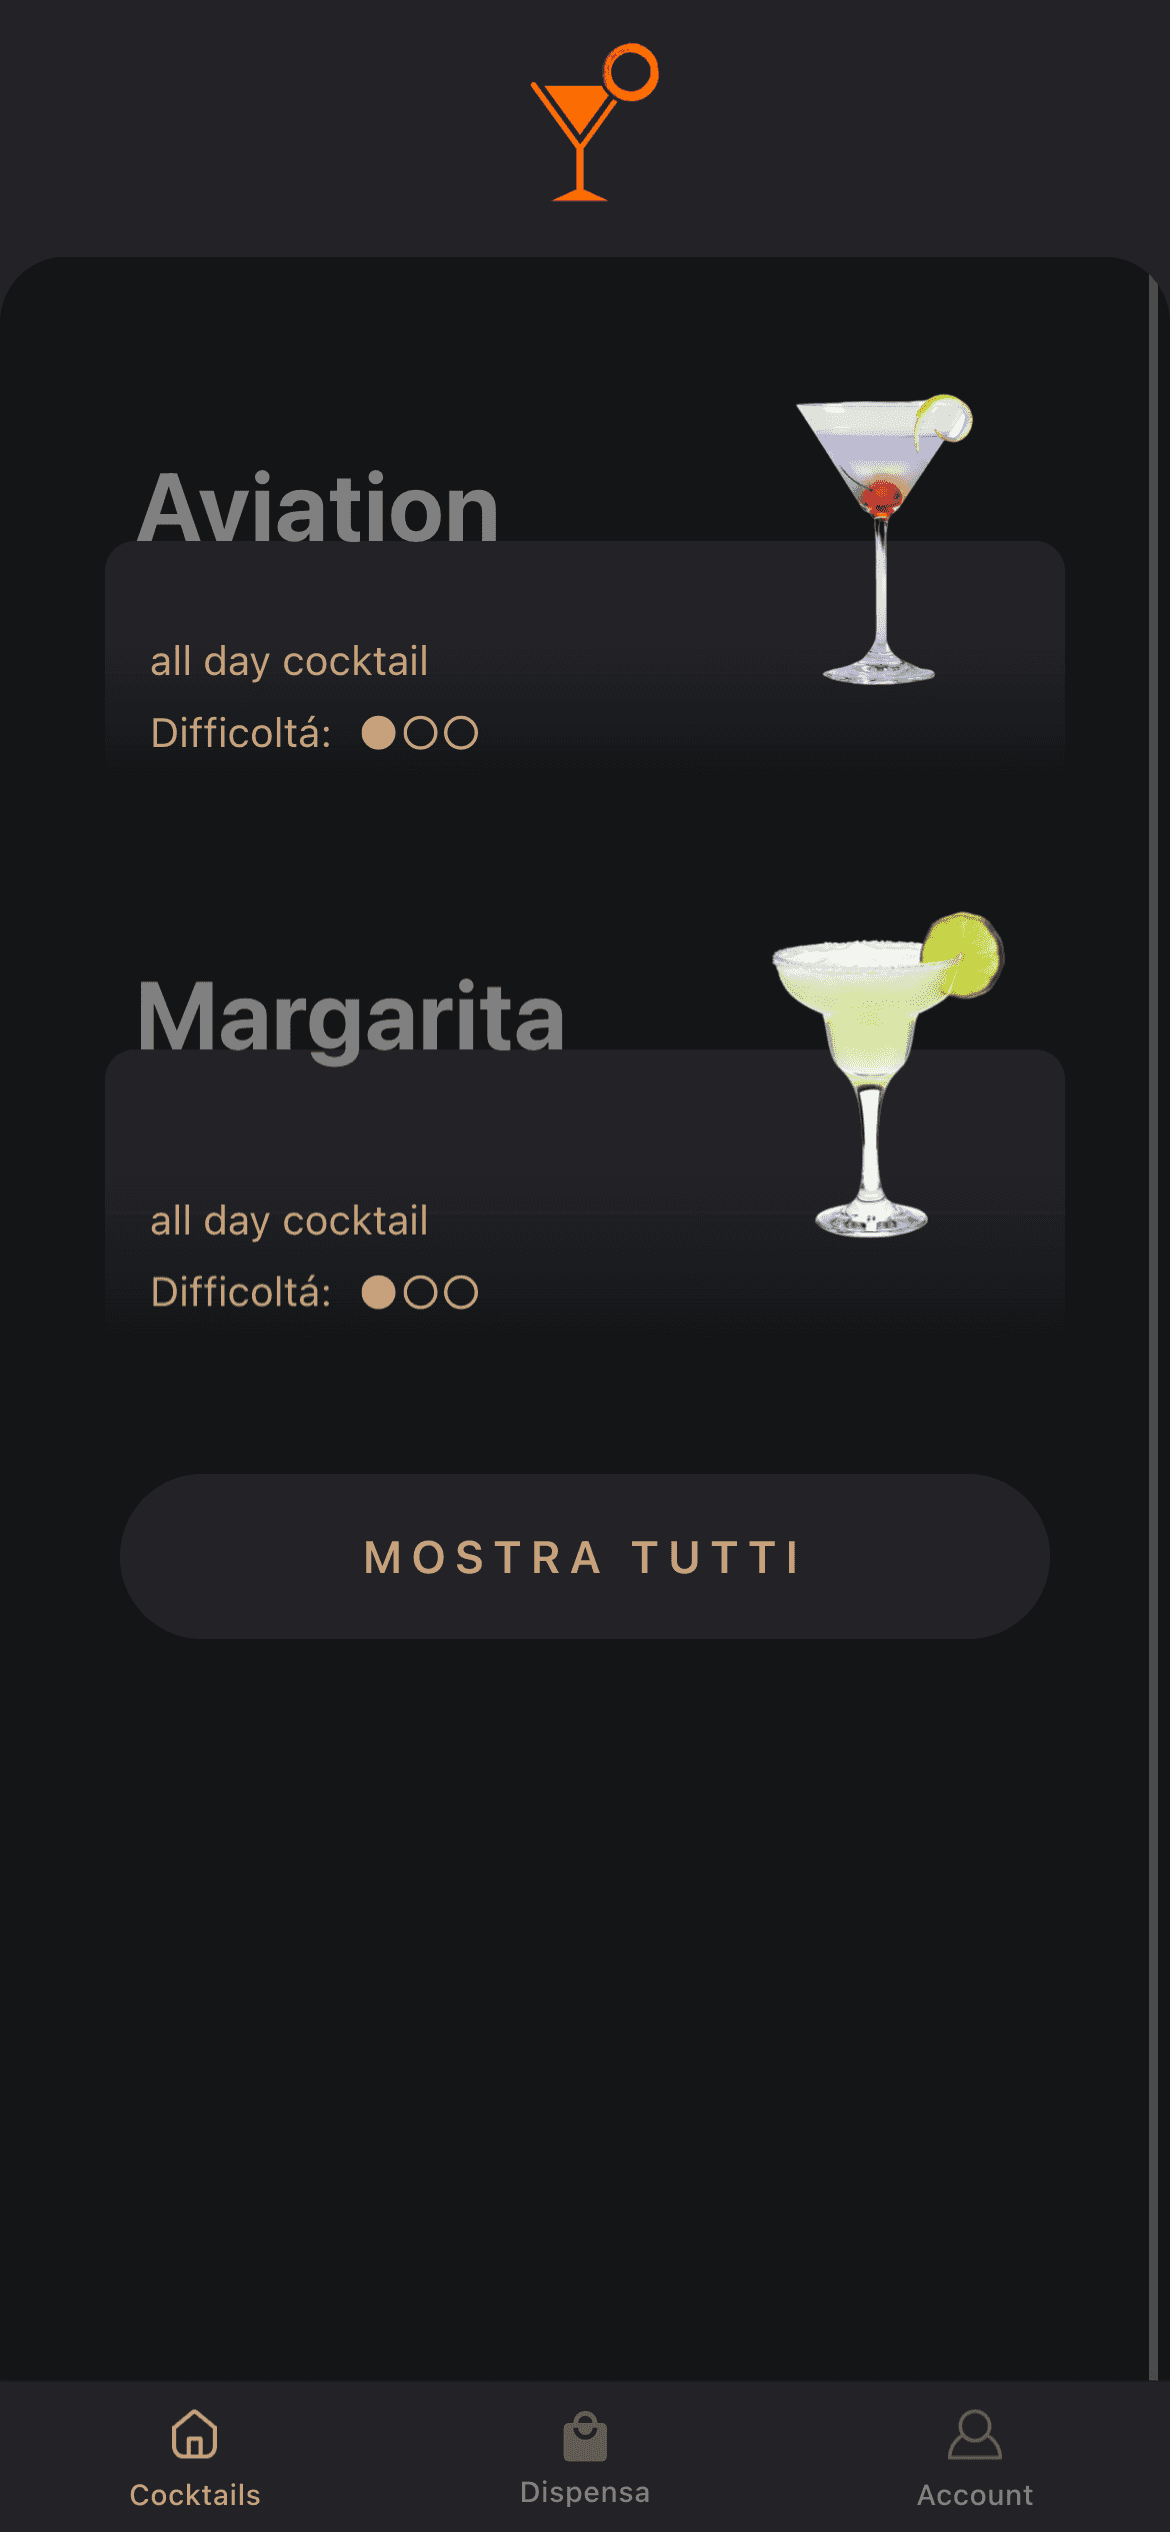 Aviation
all day cocktail
Difficoltá:
Margarita
all day cocktail
Difficoltá:
MOSTRA TUTTI
Cocktails
Dispensa
Account